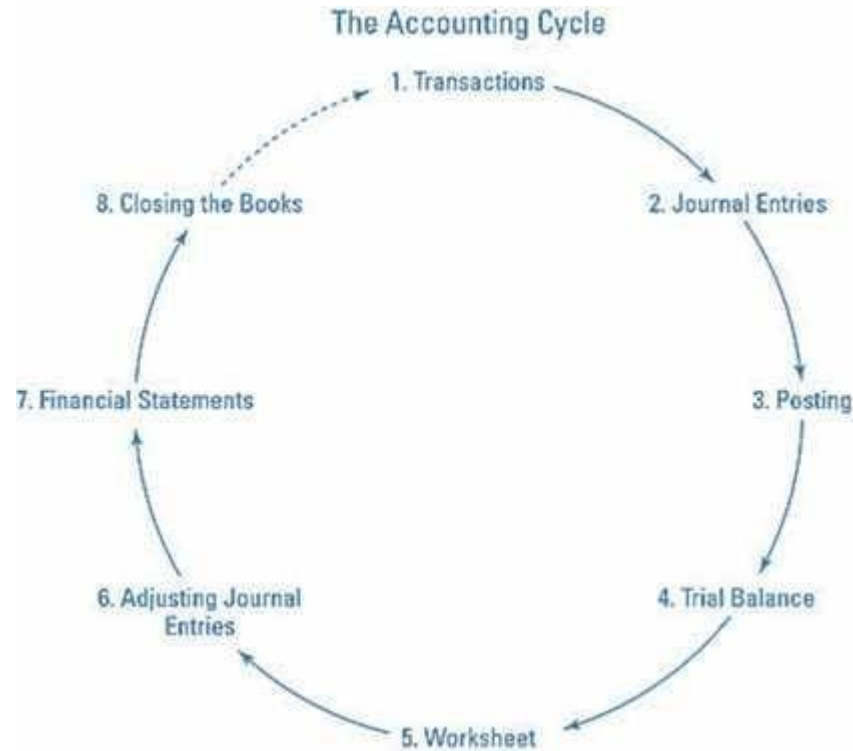 The Accounting Cycle
1. Transactions
2. Journal Entries
3. Posting
4. Trial Balance
5. Worksheet
6. Adjusting Journal
Entries
7. Financial Statements
8. Closing the Books